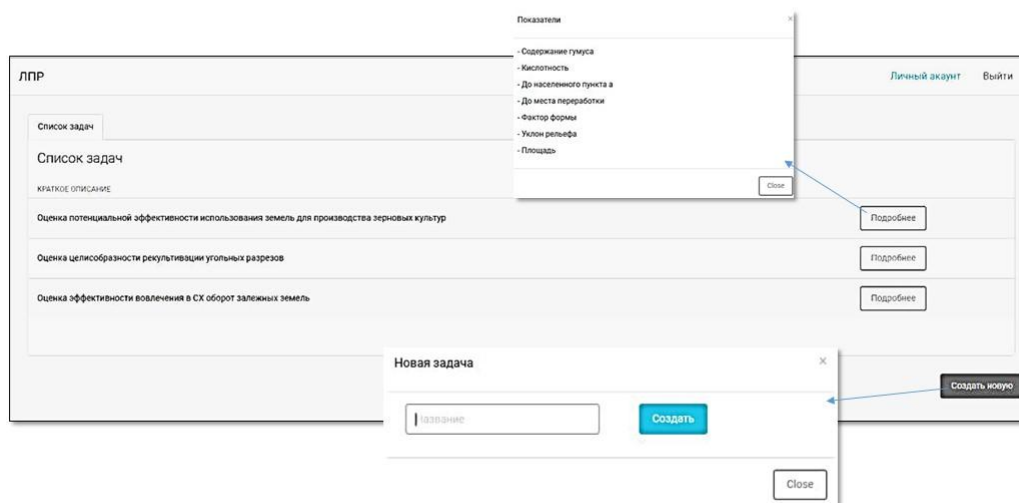 Показатели
×
- Содержание гумуса
- Кислотность
- До населенного пункта а
- До места переработки
- Фактор формы
- Уклон рельефа
- Площадь
Close
ЛПР
Личный акаунт
Выйти
Список задач
Список задач
КРАТКОЕ ОПИСАНИЕ
Оценка потенциальной эффективности использования земель для производства зерновых культур
Подробнее
Оценка целисобразности рекультивации угольных разрезов
Подробнее
Оценка эффективности вовлечения в СХ оборот залежных земель
Подробнее
Создать новую
Новая задача
×
Название
Создать
Close